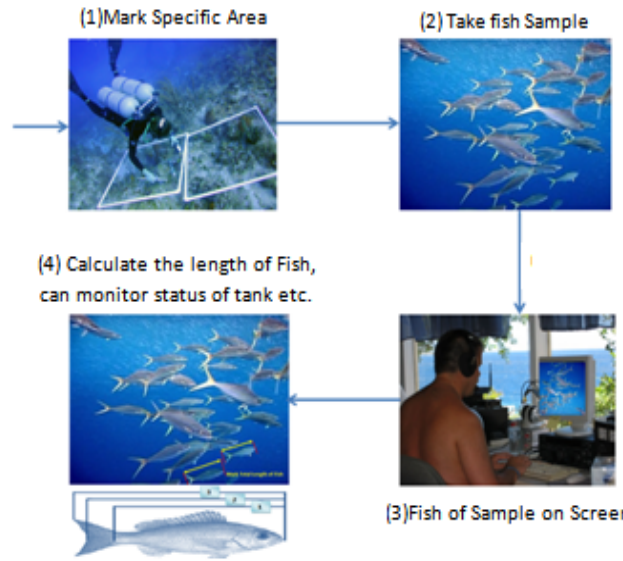 (1)Mark Specific Area
(2) Take fish Sample
(4) Calculate the length of Fish,
can monitor status of tank etc.
(3)Fish of Sample on Screen